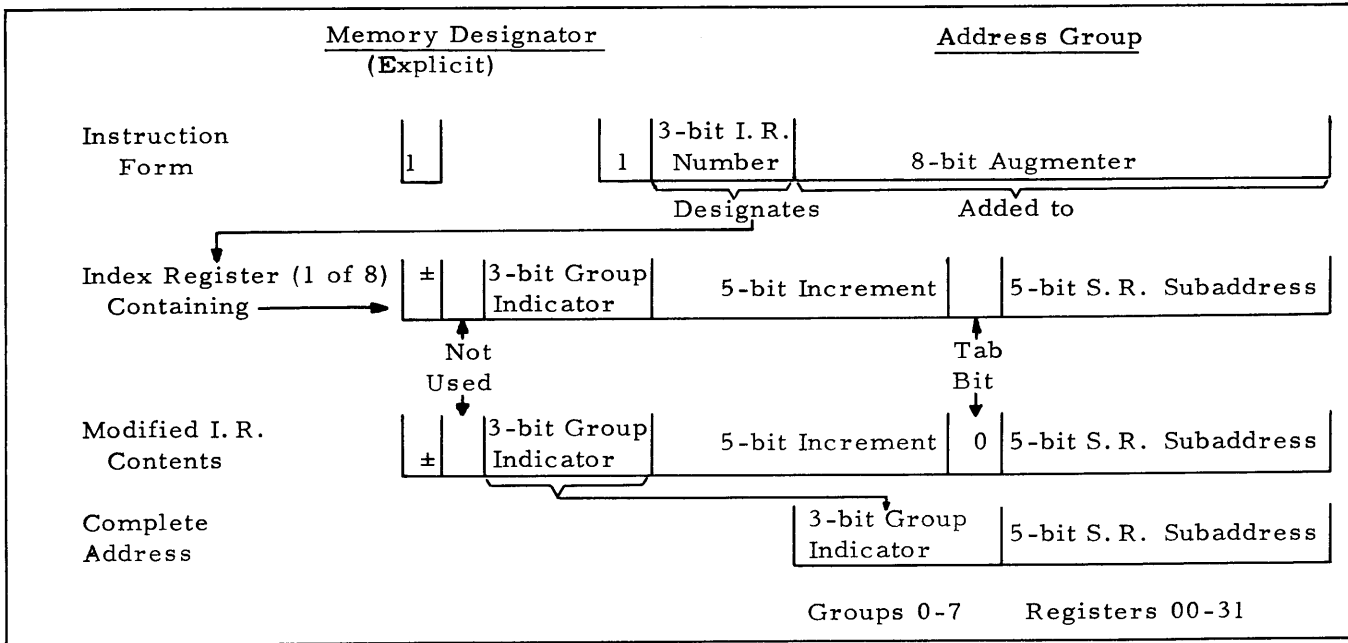 Memory Designator
(Explicit)
Address Group
Instruction
Form
1
1
3-bit I. R.
Number
8-bit Augmenter
Designates
Added to
Index Register (1 of 8)
Containing
±
3-bit Group
Indicator
5-bit Increment
5-bit S. R. Subaddress
Not
Used
Tab
Bit
Modified I. R.
Contents
±
3-bit Group
Indicator
5-bit Increment
0
5-bit S. R. Subaddress
Complete
Address
3-bit Group
Indicator
5-bit S. R. Subaddress
Groups 0-7
Registers 00-31